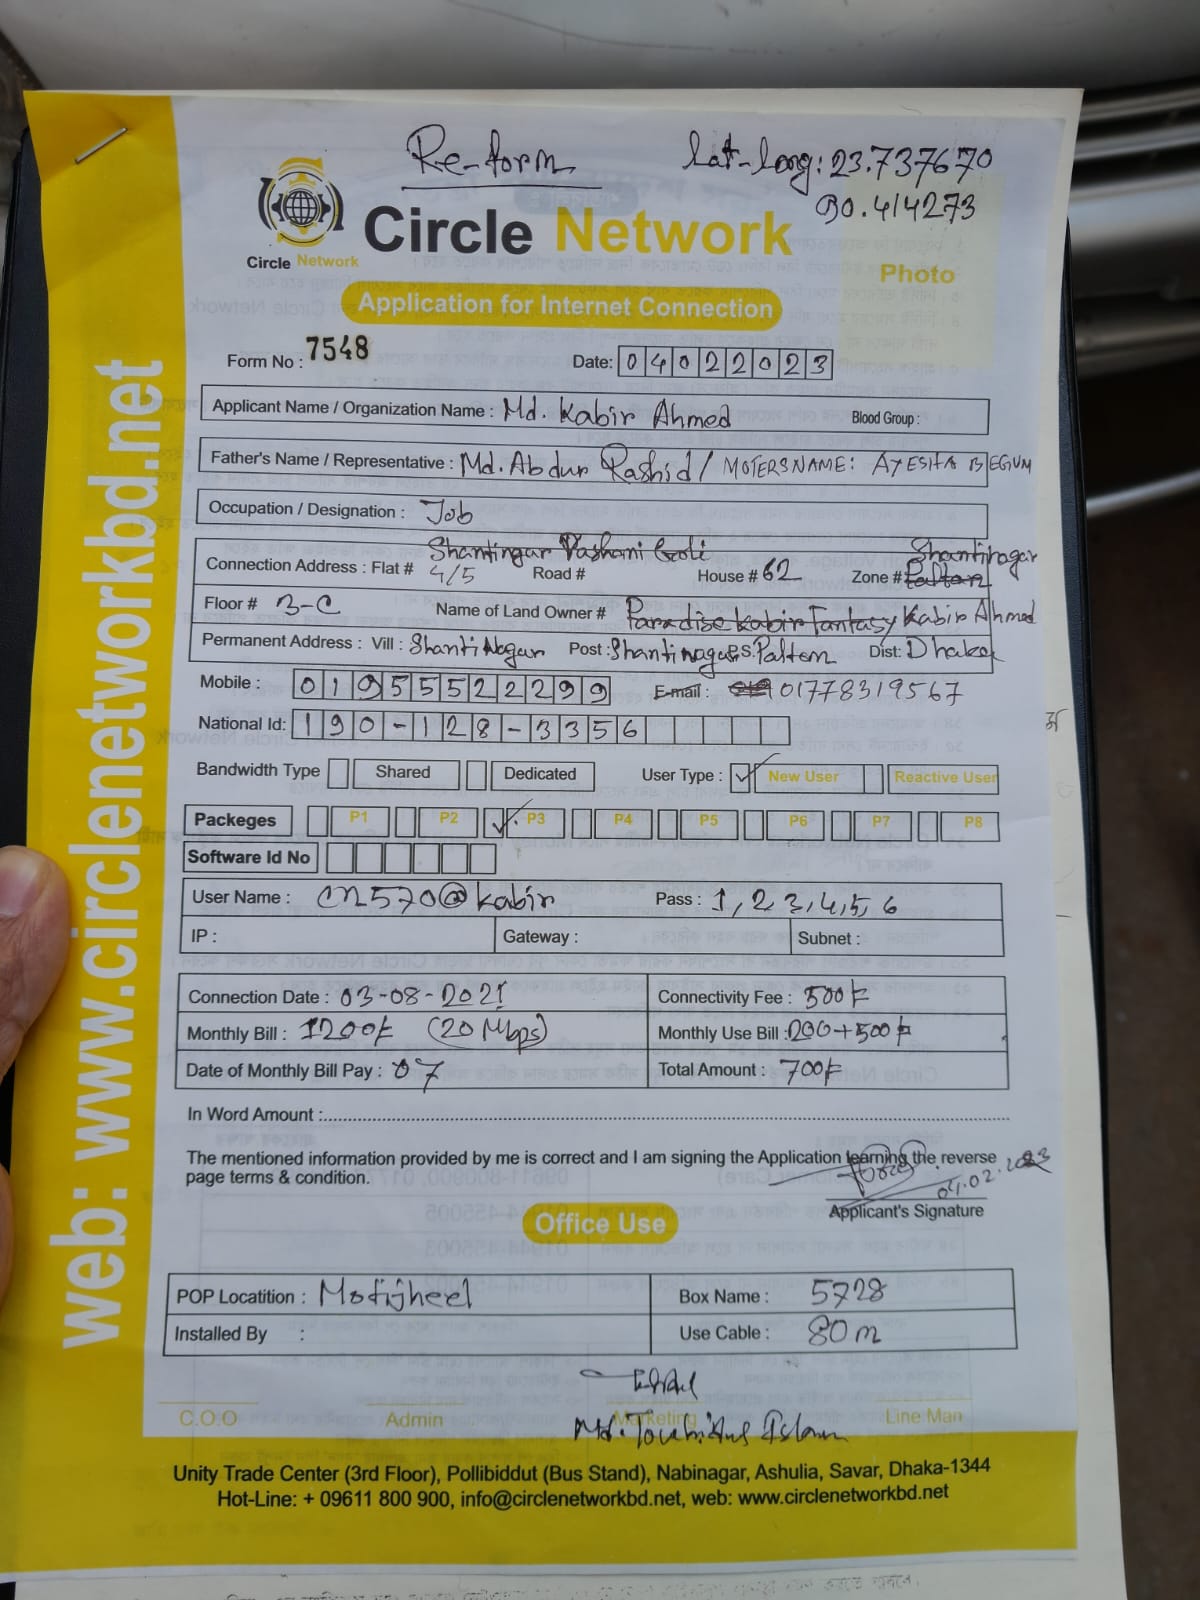 Re-form
Lat-long: 23.737670
90.414273
Circle Network
Circle Network
Photo
Application for Internet Connection
Form No : 7548
Date: 04022023
Applicant Name / Organization Name : Md. Kabir Ahmed Blood Group :
Father's Name / Representative : Md. Abdur Rashid / MOTERSNAME: AYESHA BEGUM
Occupation / Designation : Job
Shantingar Pashani Goli Shantinagar
Connection Address : Flat # 4/5 Road # House # 62 Zone # Paltan
Floor # 3-C Name of Land Owner # Paradise kabir Fantasy Kabir Ahmed
Permanent Address : Vill : Shanti Nagar Post : Shantinagar P.S. Paltan Dist: Dhaka
Mobile : 01955522299 E-mail : 01778319567
National Id: 190-128-3356
Bandwidth Type Shared Dedicated User Type : ✓ New User Reactive User
Packeges P1 P2 ✓ P3 P4 P5 P6 P7 P8
Software Id No
User Name : CN570@kabir Pass : 1,2,3,4,5,6
IP : Gateway : Subnet :
Connection Date : 03-08-2021 Connectivity Fee : 500/-
Monthly Bill : 1200/- (20 Mbps) Monthly Use Bill : 200+500/-
Date of Monthly Bill Pay : 07 Total Amount : 700/-
In Word Amount :
The mentioned information provided by me is correct and I am signing the Application learning the reverse
page terms & condition.
04.02.2023
Applicant's Signature
Office Use
POP Locatition : Motijheel Box Name : 5728
Installed By : Use Cable : 80m
C.O.O Admin Marketing Line Man
Unity Trade Center (3rd Floor), Pollibiddut (Bus Stand), Nabinagar, Ashulia, Savar, Dhaka-1344
Hot-Line: + 09611 800 900, info@circlenetworkbd.net, web: www.circlenetworkbd.net
web: www.circlenetworkbd.net